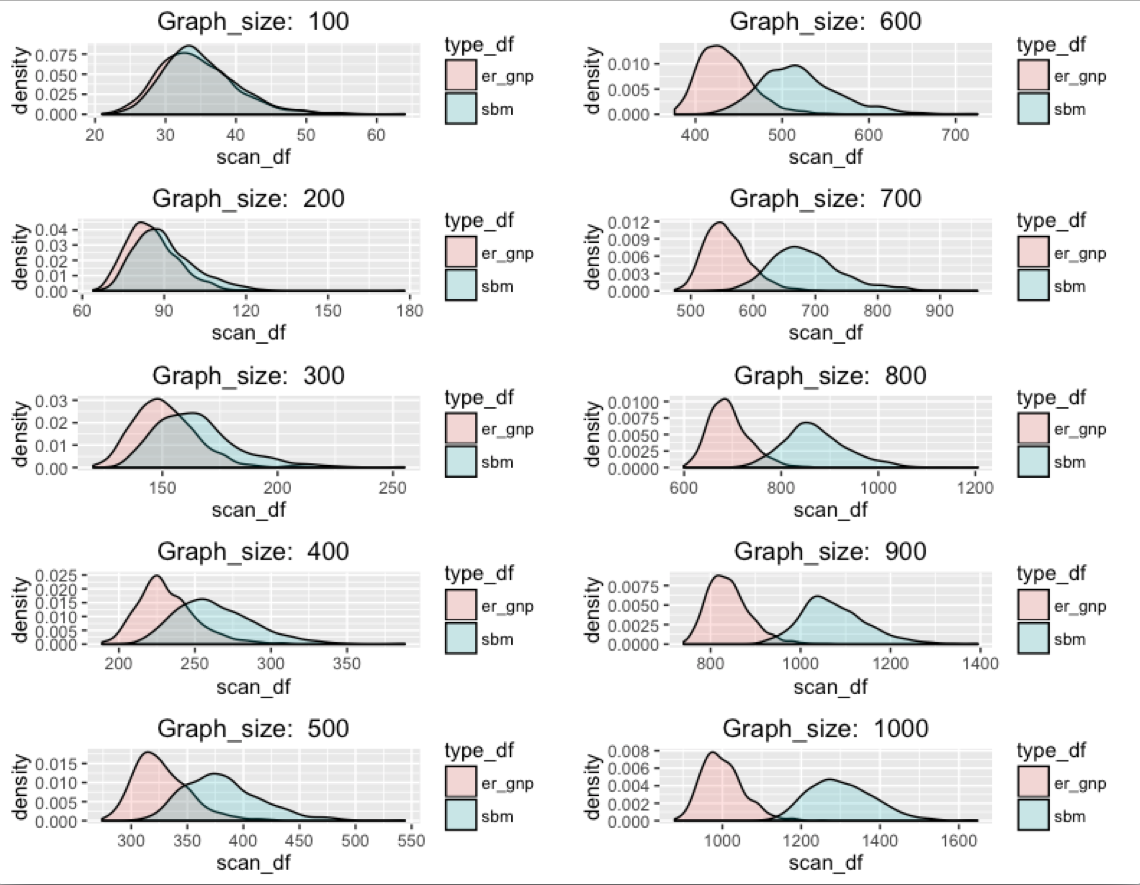 Graph_size: 100
density
0.075
0.050
0.025
0.000
20 30 40 50 60
scan_df
type_df
er_gnp
sbm
Graph_size: 600
density
0.010
0.005
0.000
400 500 600 700
scan_df
type_df
er_gnp
sbm
Graph_size: 200
density
0.04
0.03
0.02
0.01
0.00
60 90 120 150 180
scan_df
type_df
er_gnp
sbm
Graph_size: 700
density
0.012
0.009
0.006
0.003
0.000
500 600 700 800 900
scan_df
type_df
er_gnp
sbm
Graph_size: 300
density
0.03
0.02
0.01
0.00
150 200 250
scan_df
type_df
er_gnp
sbm
Graph_size: 800
density
0.0100
0.0075
0.0050
0.0025
0.0000
600 800 1000 1200
scan_df
type_df
er_gnp
sbm
Graph_size: 400
density
0.025
0.020
0.015
0.010
0.005
0.000
200 250 300 350
scan_df
type_df
er_gnp
sbm
Graph_size: 900
density
0.0075
0.0050
0.0025
0.0000
800 1000 1200 1400
scan_df
type_df
er_gnp
sbm
Graph_size: 500
density
0.015
0.010
0.005
0.000
300 350 400 450 500 550
scan_df
type_df
er_gnp
sbm
Graph_size: 1000
density
0.008
0.006
0.004
0.002
0.000
1000 1200 1400 1600
scan_df
type_df
er_gnp
sbm